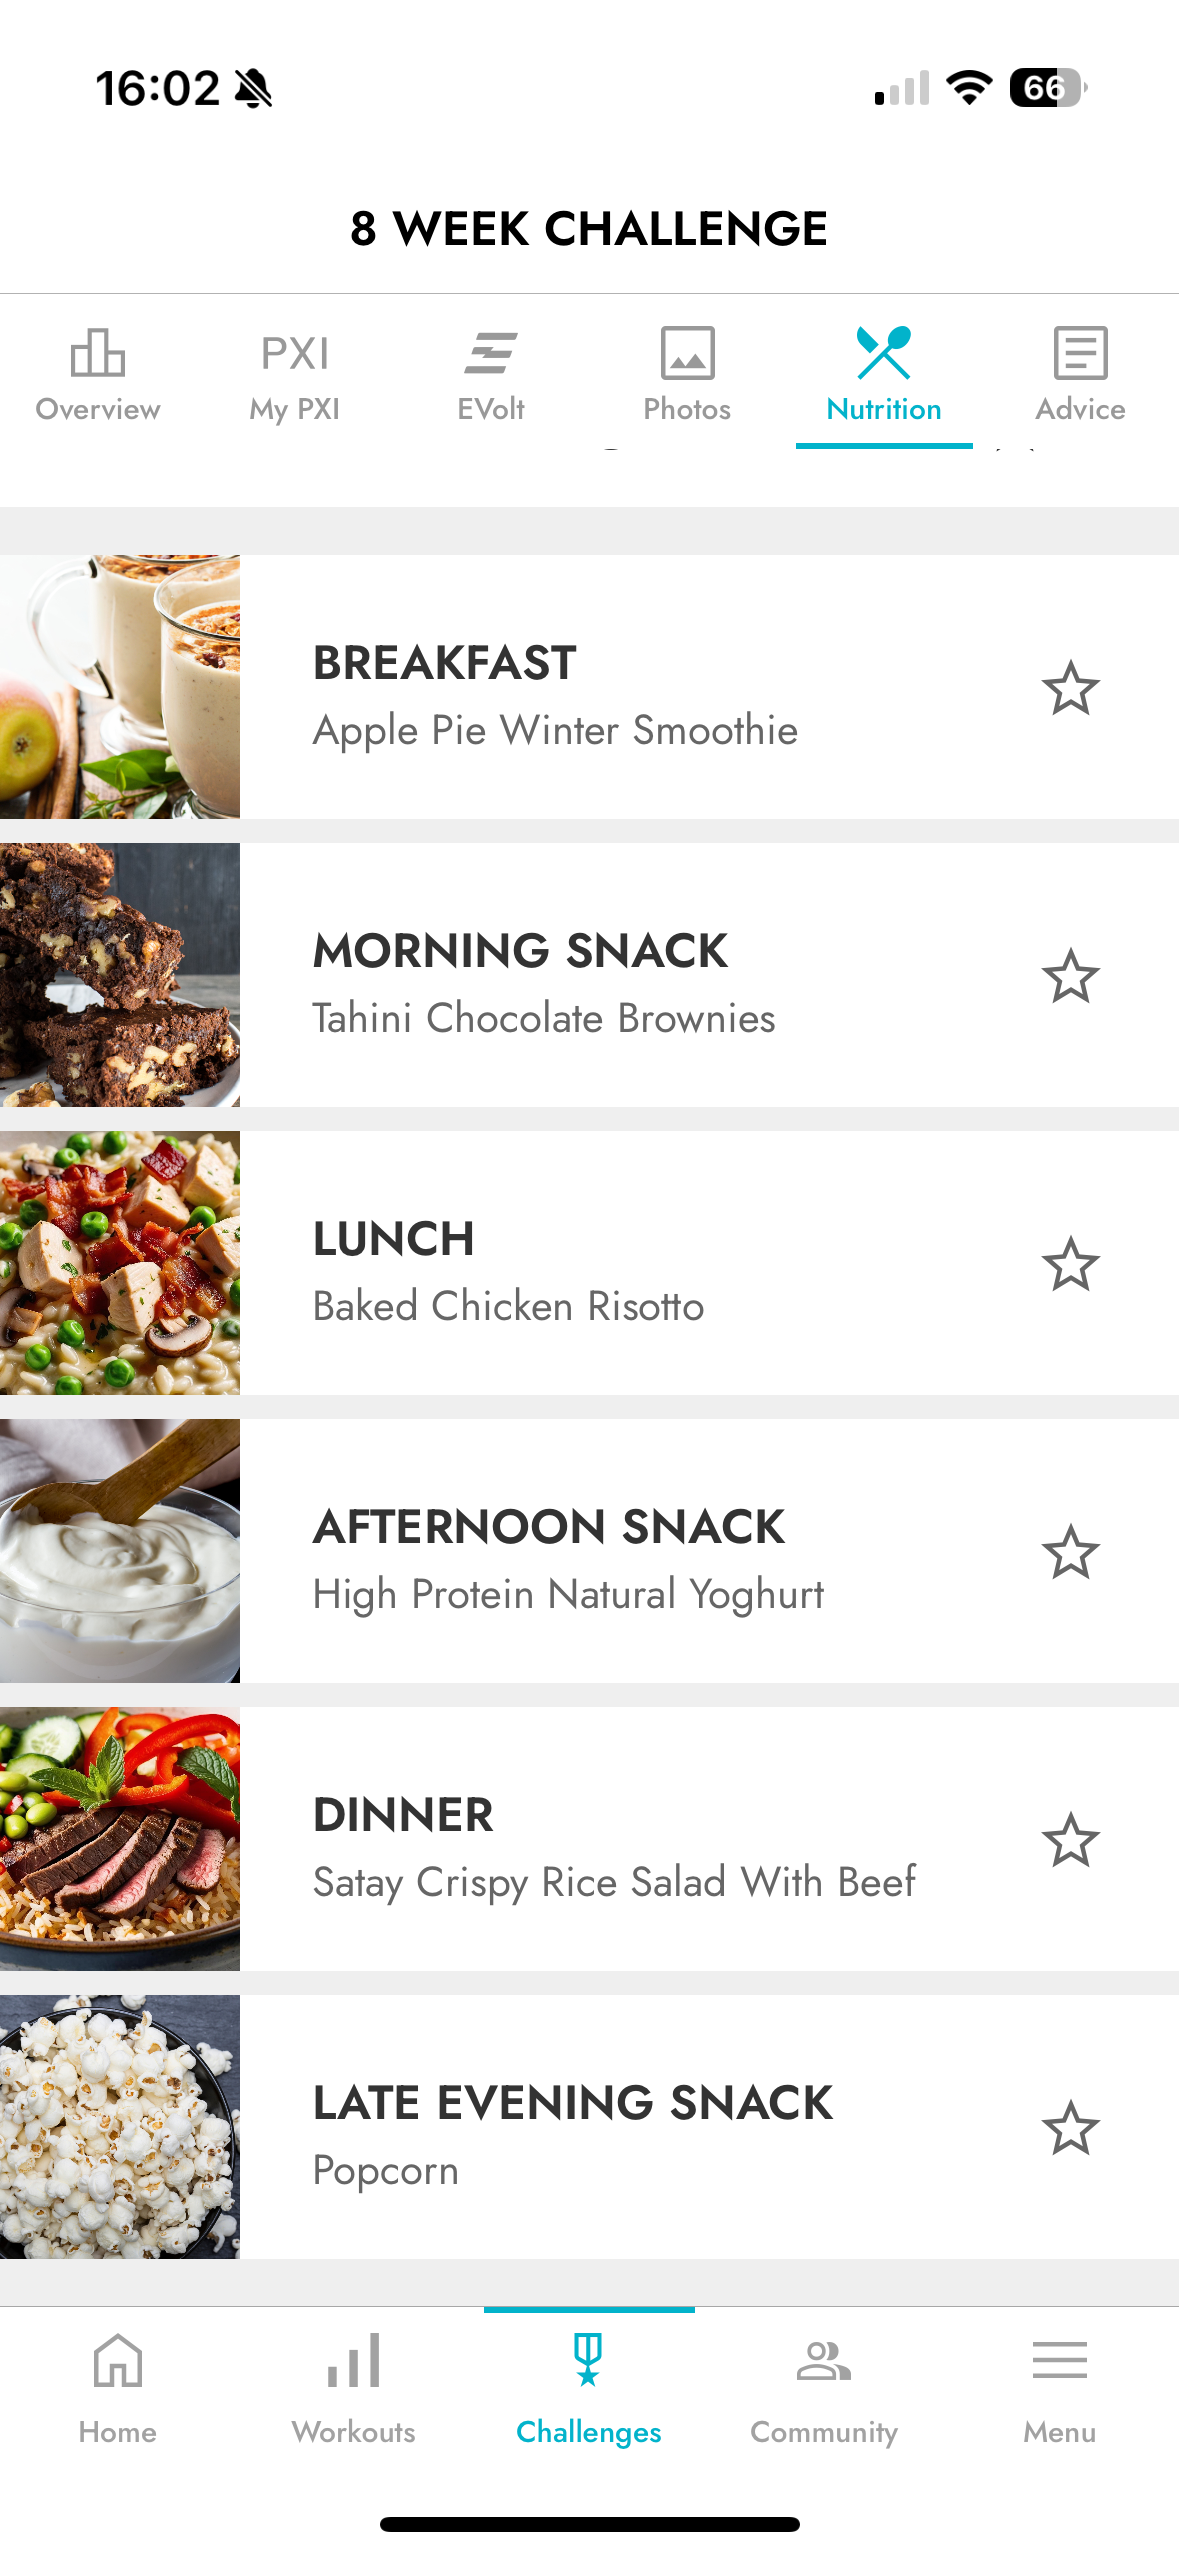 16:02
66
8 WEEK CHALLENGE
PXI
Overview
My PXI
EVolt
Photos
Nutrition
Advice
BREAKFAST
Apple Pie Winter Smoothie
MORNING SNACK
Tahini Chocolate Brownies
LUNCH
Baked Chicken Risotto
AFTERNOON SNACK
High Protein Natural Yoghurt
DINNER
Satay Crispy Rice Salad With Beef
LATE EVENING SNACK
Popcorn
Home
Workouts
Challenges
Community
Menu